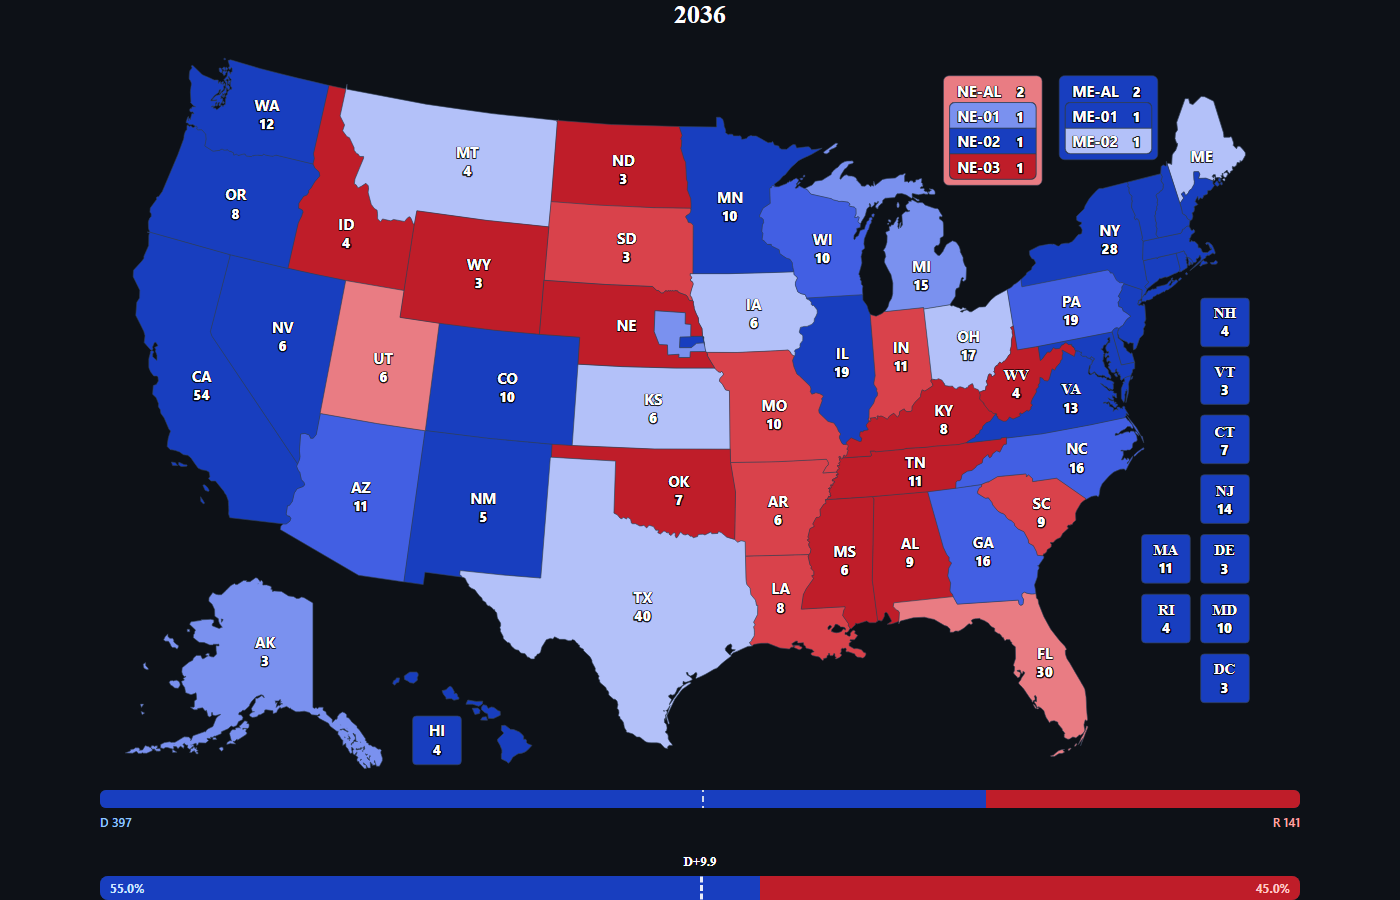 2036
NE-AL 2
NE-01 1
NE-02 1
NE-03 1
ME-AL 2
ME-01 1
ME-02 1
WA
12
OR
8
CA
54
NV
6
ID
4
MT
4
WY
3
UT
6
AZ
11
CO
10
NM
5
ND
3
SD
3
NE
KS
6
OK
7
TX
40
MN
10
IA
6
MO
10
AR
6
LA
8
WI
10
IL
19
MI
15
IN
11
OH
17
KY
8
TN
11
MS
6
AL
9
GA
16
FL
30
SC
9
NC
16
VA
13
WV
4
PA
19
NY
28
ME
NH
4
VT
3
CT
7
NJ
14
MA
11
DE
3
RI
4
MD
10
DC
3
AK
3
HI
4
D 397
R 141
D+9.9
55.0%
45.0%